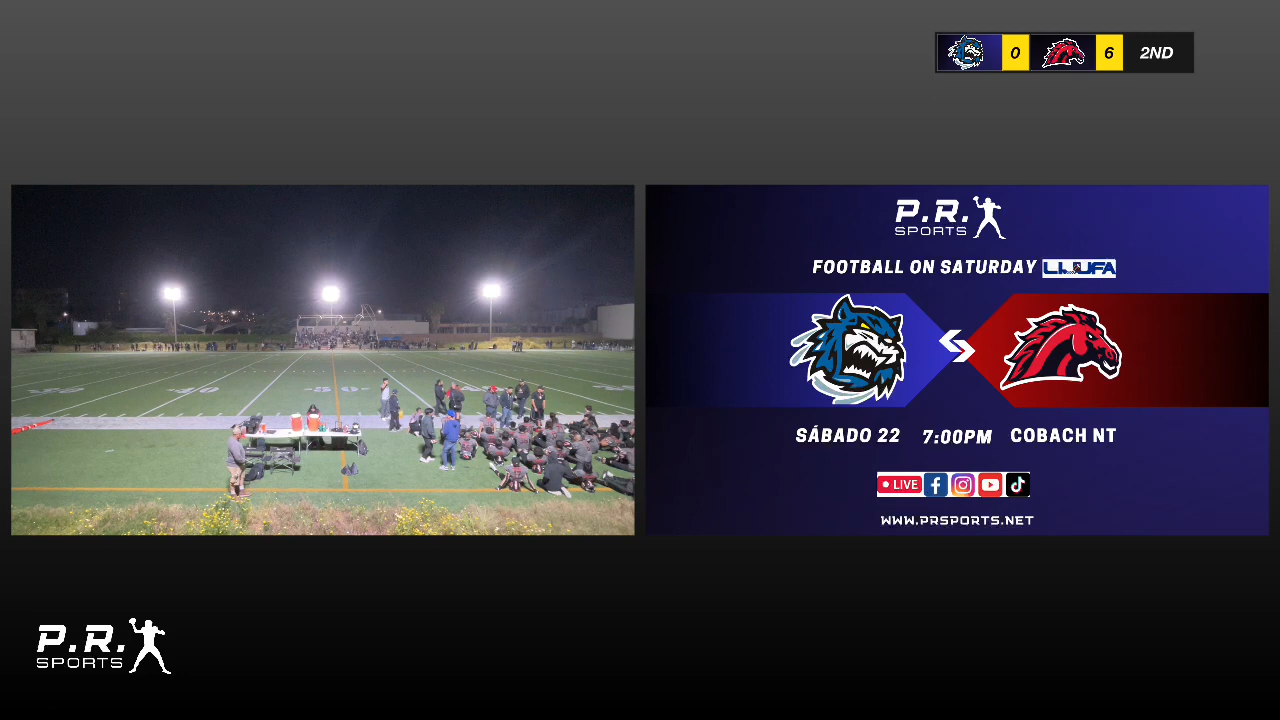 0 6 2ND
P.R.
SPORTS
FOOTBALL ON SATURDAY
SÁBADO 22 7:00PM COBACH NT
LIVE
WWW.PRSPORTS.NET
P.R.
SPORTS